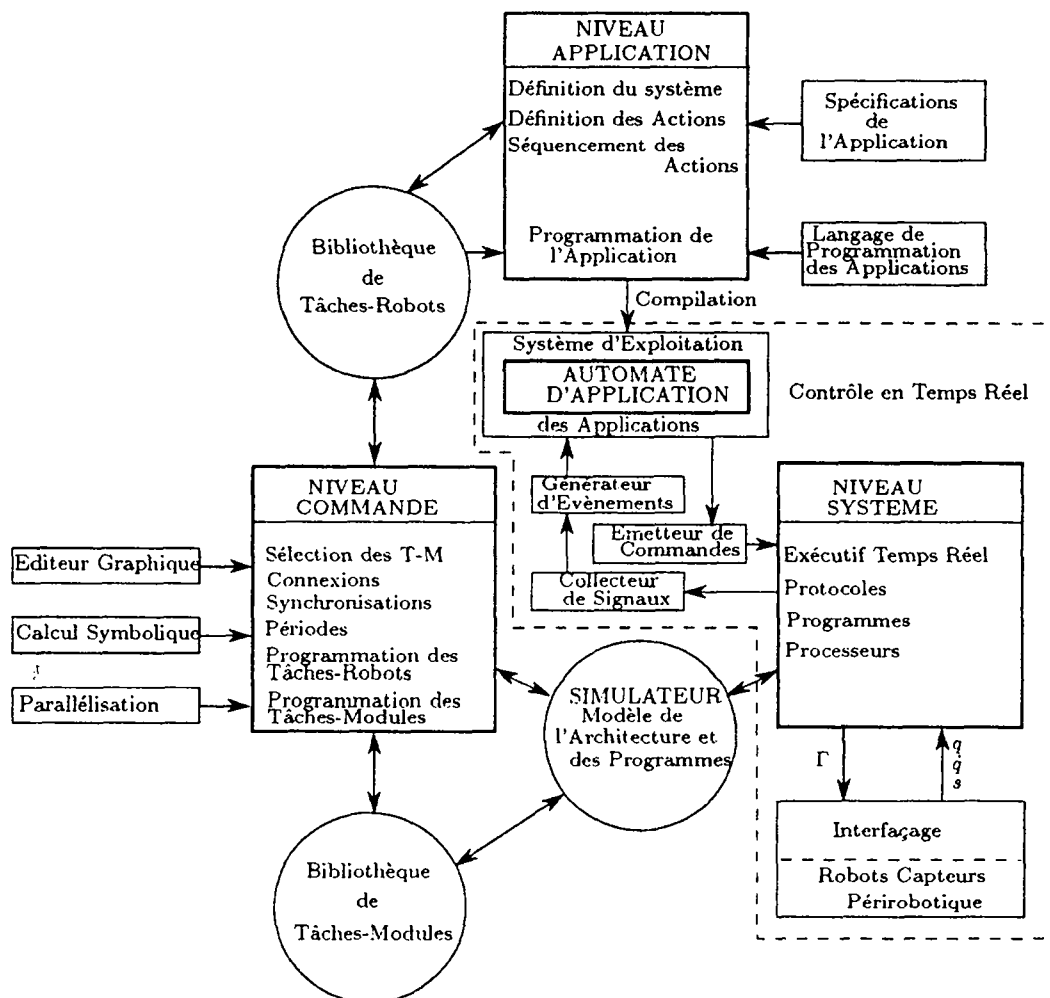 NIVEAU
APPLICATION
Définition du système
Définition des Actions
Séquencement des
Actions
Programmation de
l'Application
Spécifications
de
l'Application
Langage de
Programmation
des Applications
Bibliothèque
de
Tâches-Robots
Compilation
Système d'Exploitation
AUTOMATE
D'APPLICATION
des Applications
Contrôle en Temps Réel
Générateur
d'Evènements
Emetteur de
Commandes
Collecteur
de Signaux
NIVEAU
COMMANDE
Sélection des T-M
Connexions
Synchronisations
Périodes
Programmation des
Tâches-Robots
Programmation des
Tâches-Modules
Editeur Graphique
Calcul Symbolique
Parallélisation
NIVEAU
SYSTEME
Exécutif Temps Réel
Protocoles
Programmes
Processeurs
SIMULATEUR
Modèle de
l'Architecture et
des Programmes
Γ
q
q̇
s
Interfaçage
Robots Capteurs
Périrobotique
Bibliothèque
de
Tâches-Modules